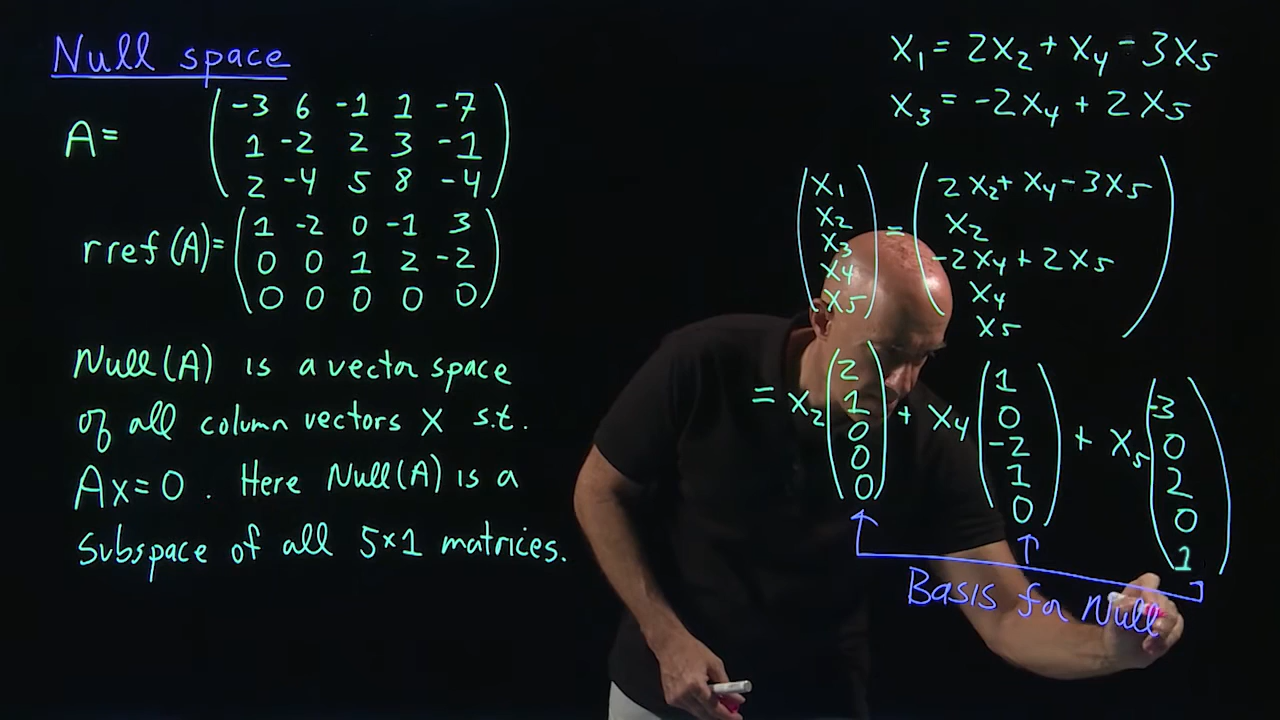 Null space
A= 
-3 6 -1 1 -7
1 -2 2 3 -1
2 -4 5 8 -4
rref(A)=
1 -2 0 -1 3
0 0 1 2 -2
0 0 0 0 0
Null(A) is a vector space
of all column vectors X s.t.
Ax=0. Here Null(A) is a
subspace of all 5×1 matrices.
x₁ = 2x₂ + x₄ - 3x₅
x₃ = -2x₄ + 2x₅
x₁ 2x₂ + x₄ - 3x₅
x₂ = x₂
x₃ -2x₄ + 2x₅
x₄ x₄
x₅ x₅
2 1 -3
= x₂ 1 + x₄ 0 + x₅ 0
0 -2 2
0 1 0
0 0 1
Basis for Null